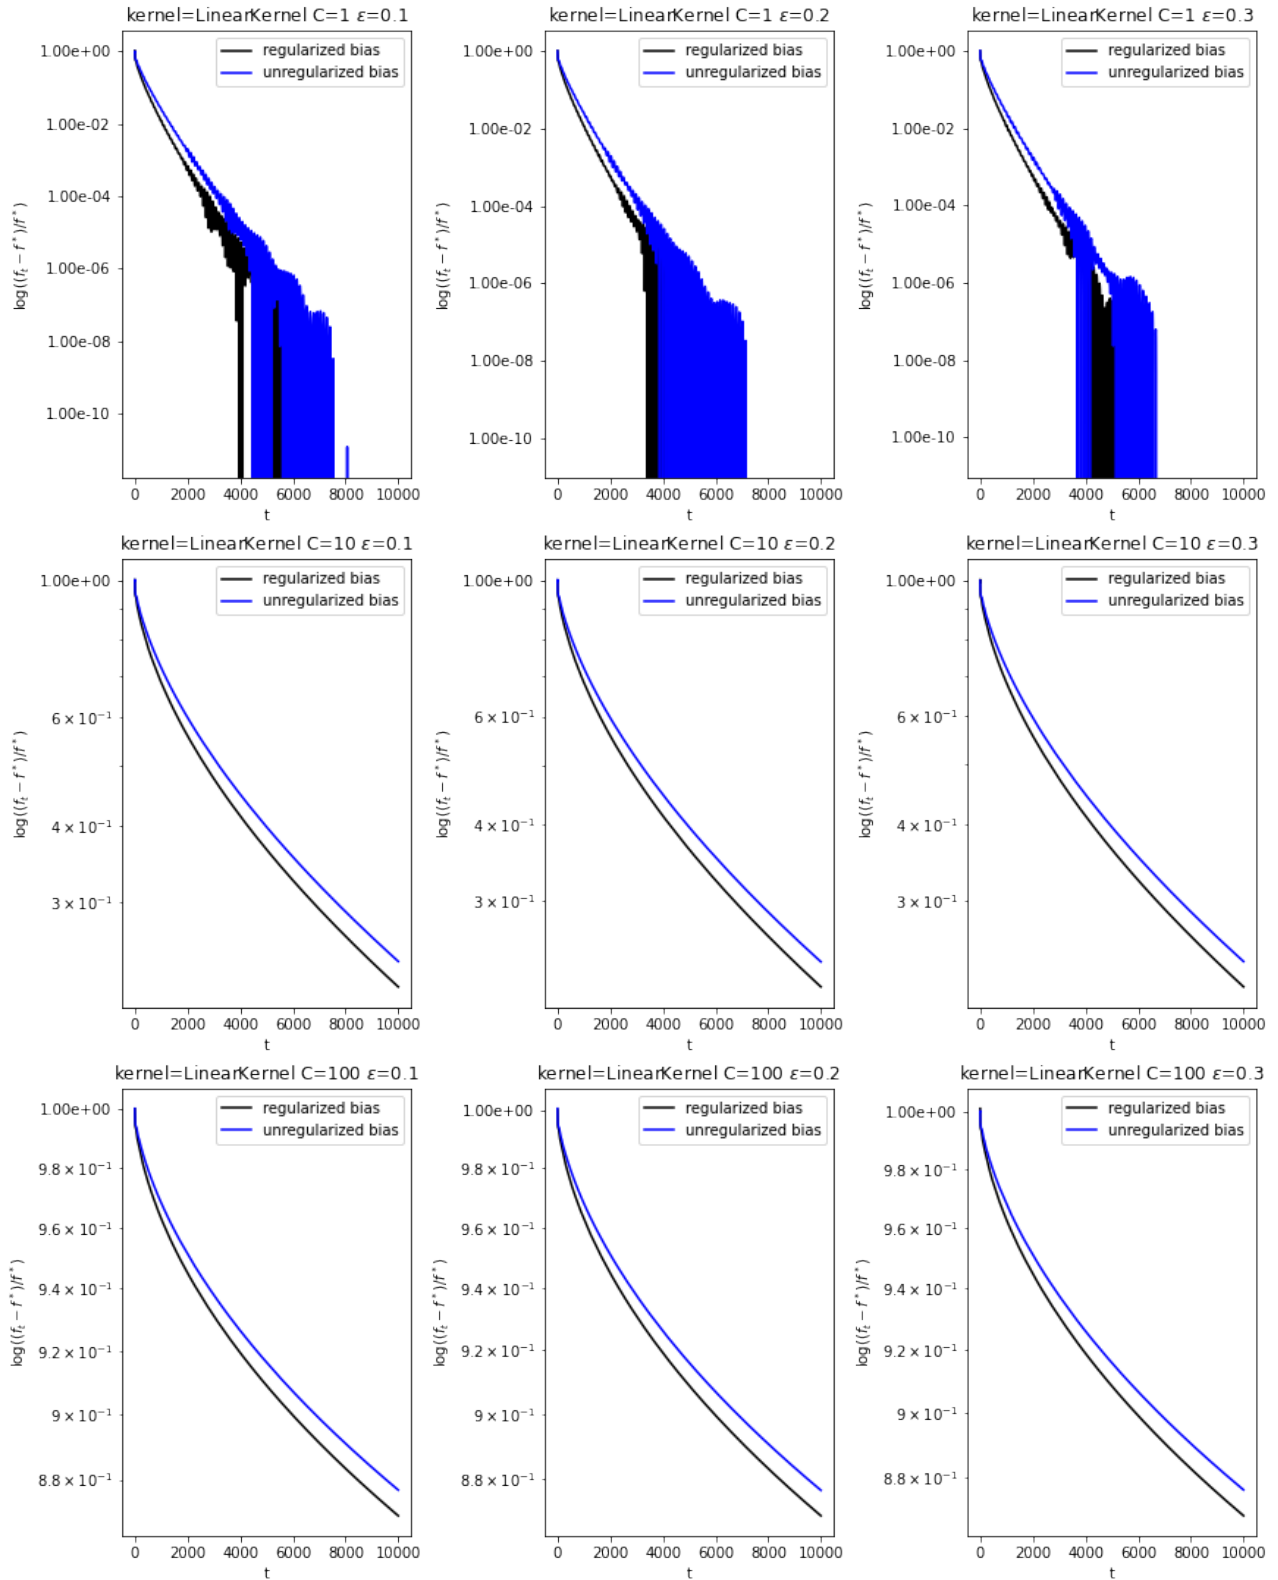 kernel=LinearKernel C=1 ε=0.1
regularized bias
unregularized bias
1.00e+00
1.00e-02
1.00e-04
1.00e-06
1.00e-08
1.00e-10
log((f_t − f*)/f*)
0 2000 4000 6000 8000 10000
t
kernel=LinearKernel C=1 ε=0.2
regularized bias
unregularized bias
1.00e+00
1.00e-02
1.00e-04
1.00e-06
1.00e-08
1.00e-10
log((f_t − f*)/f*)
0 2000 4000 6000 8000 10000
t
kernel=LinearKernel C=1 ε=0.3
regularized bias
unregularized bias
1.00e+00
1.00e-02
1.00e-04
1.00e-06
1.00e-08
1.00e-10
log((f_t − f*)/f*)
0 2000 4000 6000 8000 10000
t
kernel=LinearKernel C=10 ε=0.1
regularized bias
unregularized bias
1.00e+00
6 × 10⁻¹
4 × 10⁻¹
3 × 10⁻¹
log((f_t − f*)/f*)
0 2000 4000 6000 8000 10000
t
kernel=LinearKernel C=10 ε=0.2
regularized bias
unregularized bias
1.00e+00
6 × 10⁻¹
4 × 10⁻¹
3 × 10⁻¹
log((f_t − f*)/f*)
0 2000 4000 6000 8000 10000
t
kernel=LinearKernel C=10 ε=0.3
regularized bias
unregularized bias
1.00e+00
6 × 10⁻¹
4 × 10⁻¹
3 × 10⁻¹
log((f_t − f*)/f*)
0 2000 4000 6000 8000 10000
t
kernel=LinearKernel C=100 ε=0.1
regularized bias
unregularized bias
1.00e+00
9.8 × 10⁻¹
9.6 × 10⁻¹
9.4 × 10⁻¹
9.2 × 10⁻¹
9 × 10⁻¹
8.8 × 10⁻¹
log((f_t − f*)/f*)
0 2000 4000 6000 8000 10000
t
kernel=LinearKernel C=100 ε=0.2
regularized bias
unregularized bias
1.00e+00
9.8 × 10⁻¹
9.6 × 10⁻¹
9.4 × 10⁻¹
9.2 × 10⁻¹
9 × 10⁻¹
8.8 × 10⁻¹
log((f_t − f*)/f*)
0 2000 4000 6000 8000 10000
t
kernel=LinearKernel C=100 ε=0.3
regularized bias
unregularized bias
1.00e+00
9.8 × 10⁻¹
9.6 × 10⁻¹
9.4 × 10⁻¹
9.2 × 10⁻¹
9 × 10⁻¹
8.8 × 10⁻¹
log((f_t − f*)/f*)
0 2000 4000 6000 8000 10000
t